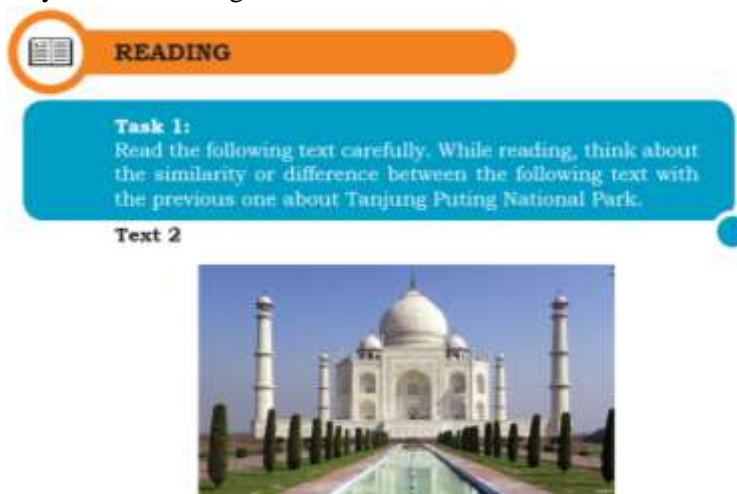 READING
Task 1:
Read the following text carefully. While reading, think about
the similarity or difference between the following text with
the previous one about Tanjung Puting National Park.
Text 2